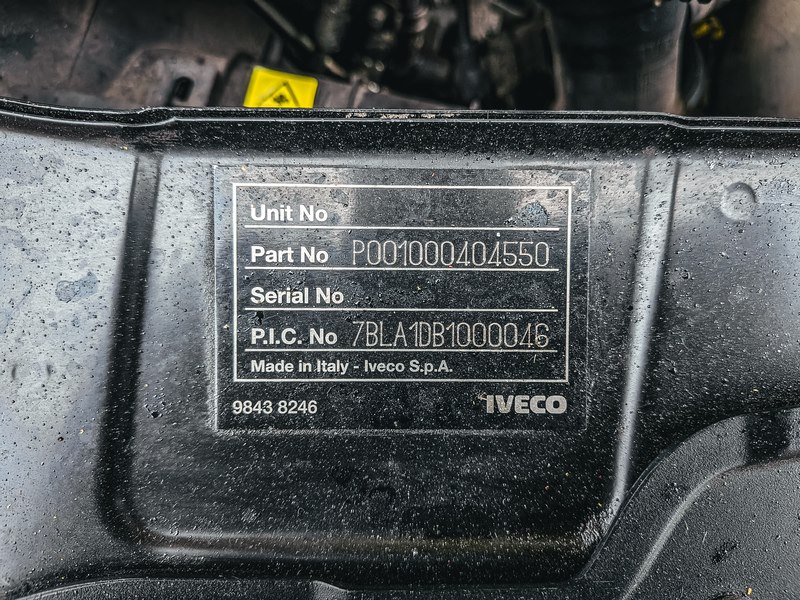 Unit No
Part No P001000404550
Serial No
P.I.C. No 7BLA1DB1000046
Made in Italy - Iveco S.p.A.
9843 8246 IVECO